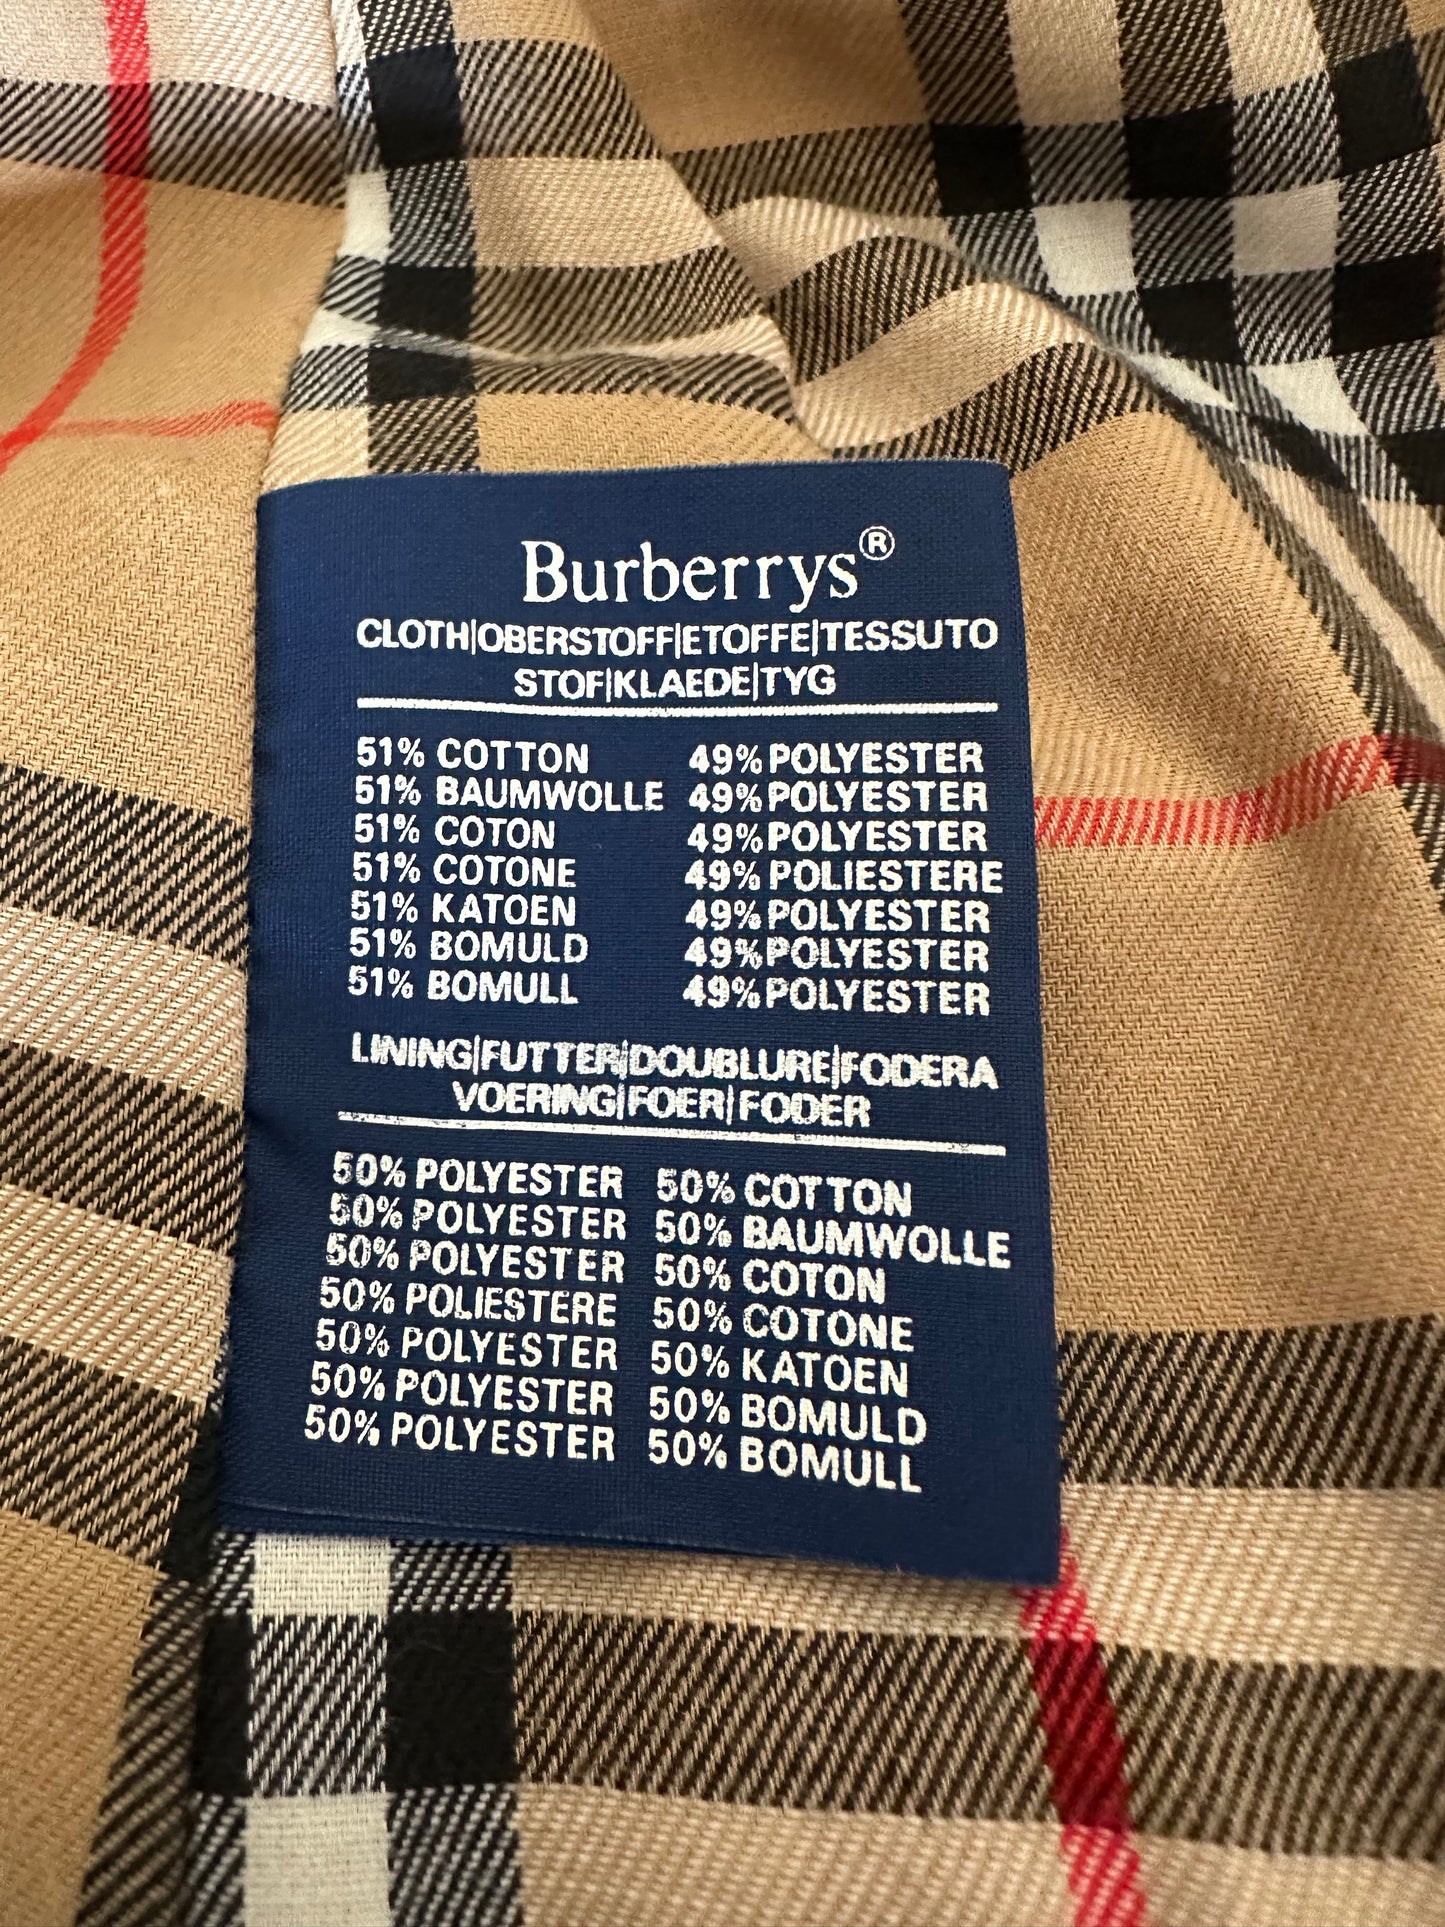 Burberrys®
CLOTH|OBERSTOFF|ETOFFE|TESSUTO
STOF|KLAEDE|TYG
51% COTTON 49% POLYESTER
51% BAUMWOLLE 49% POLYESTER
51% COTON 49% POLYESTER
51% COTONE 49% POLIESTERE
51% KATOEN 49% POLYESTER
51% BOMULD 49% POLYESTER
51% BOMULL 49% POLYESTER
LINING|FUTTER|DOUBLURE|FODERA
VOERING|FOER|FODER
50% POLYESTER 50% COTTON
50% POLYESTER 50% BAUMWOLLE
50% POLYESTER 50% COTON
50% POLIESTERE 50% COTONE
50% POLYESTER 50% KATOEN
50% POLYESTER 50% BOMULD
50% POLYESTER 50% BOMULL